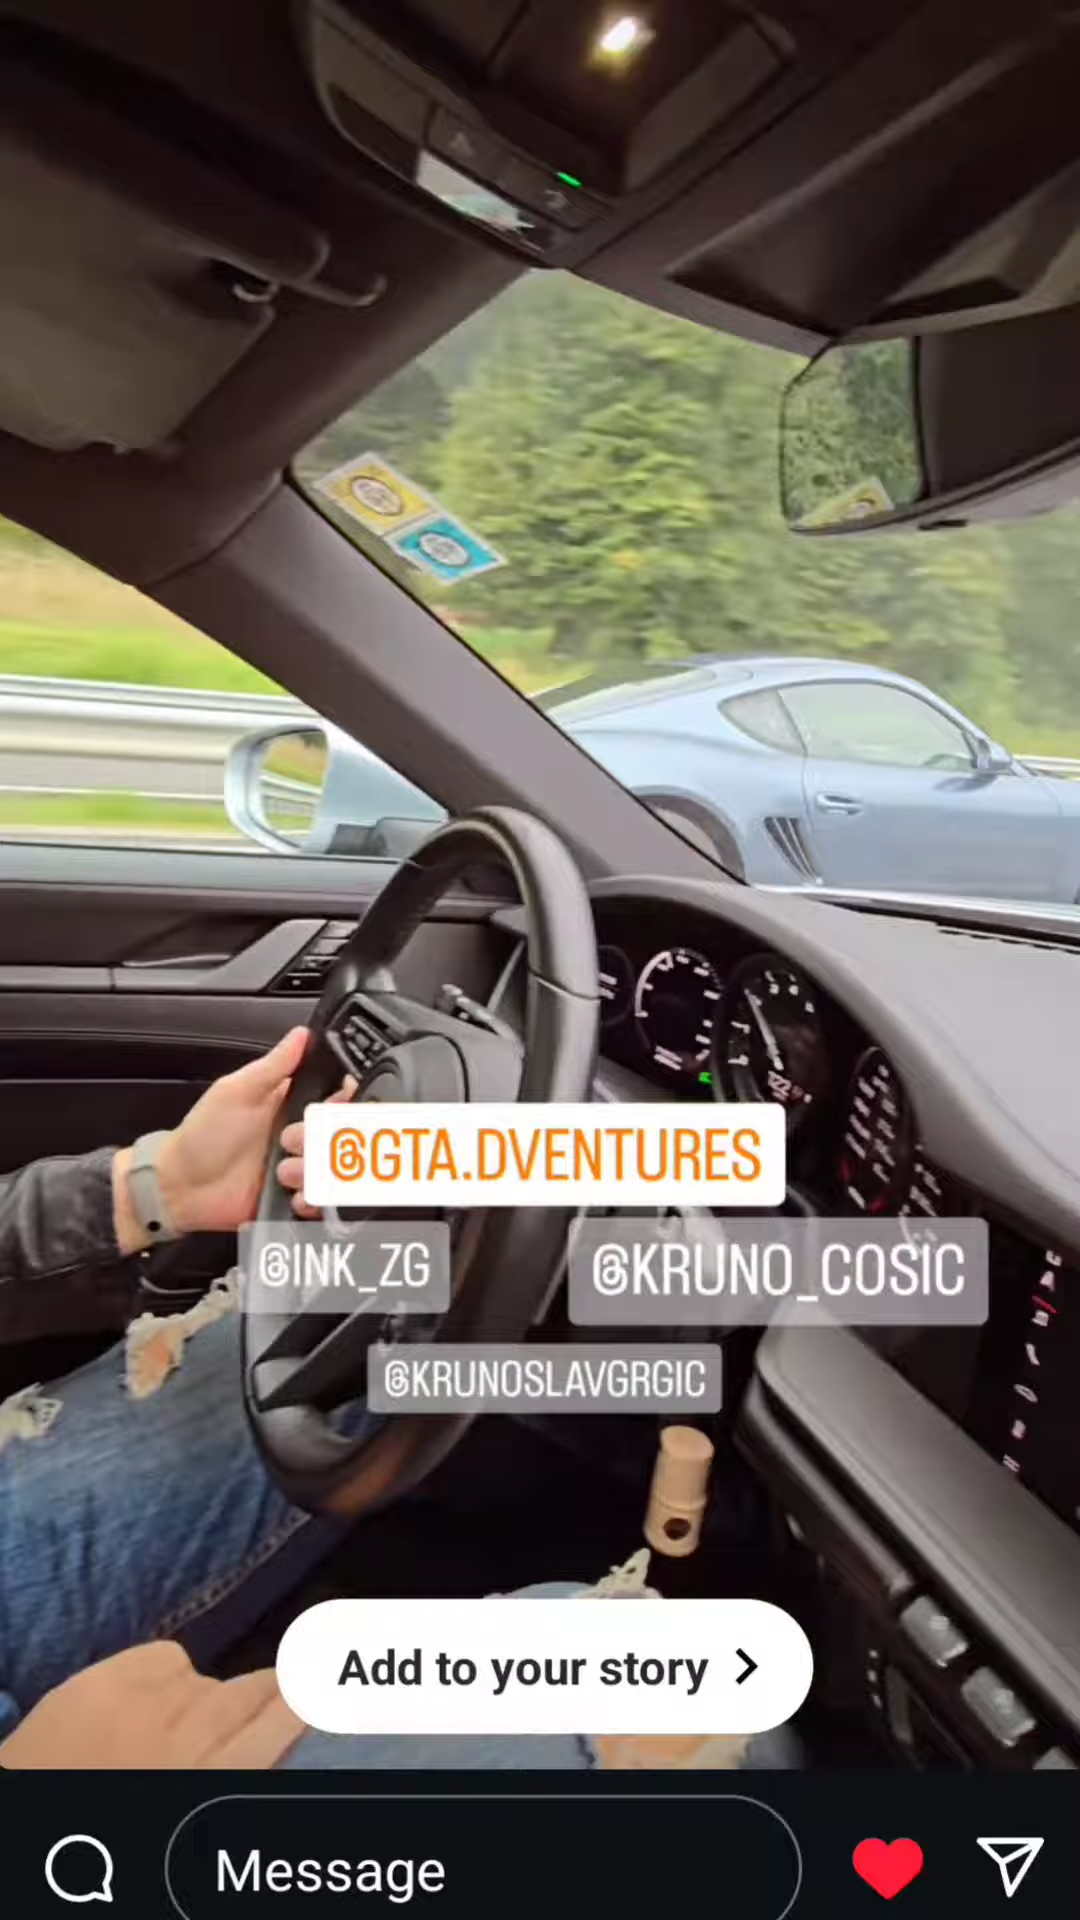 @GTA.DVENTURES
@INK_ZG
@KRUNO_COSIC
@KRUNOSLAVGRGIC
Add to your story
Message